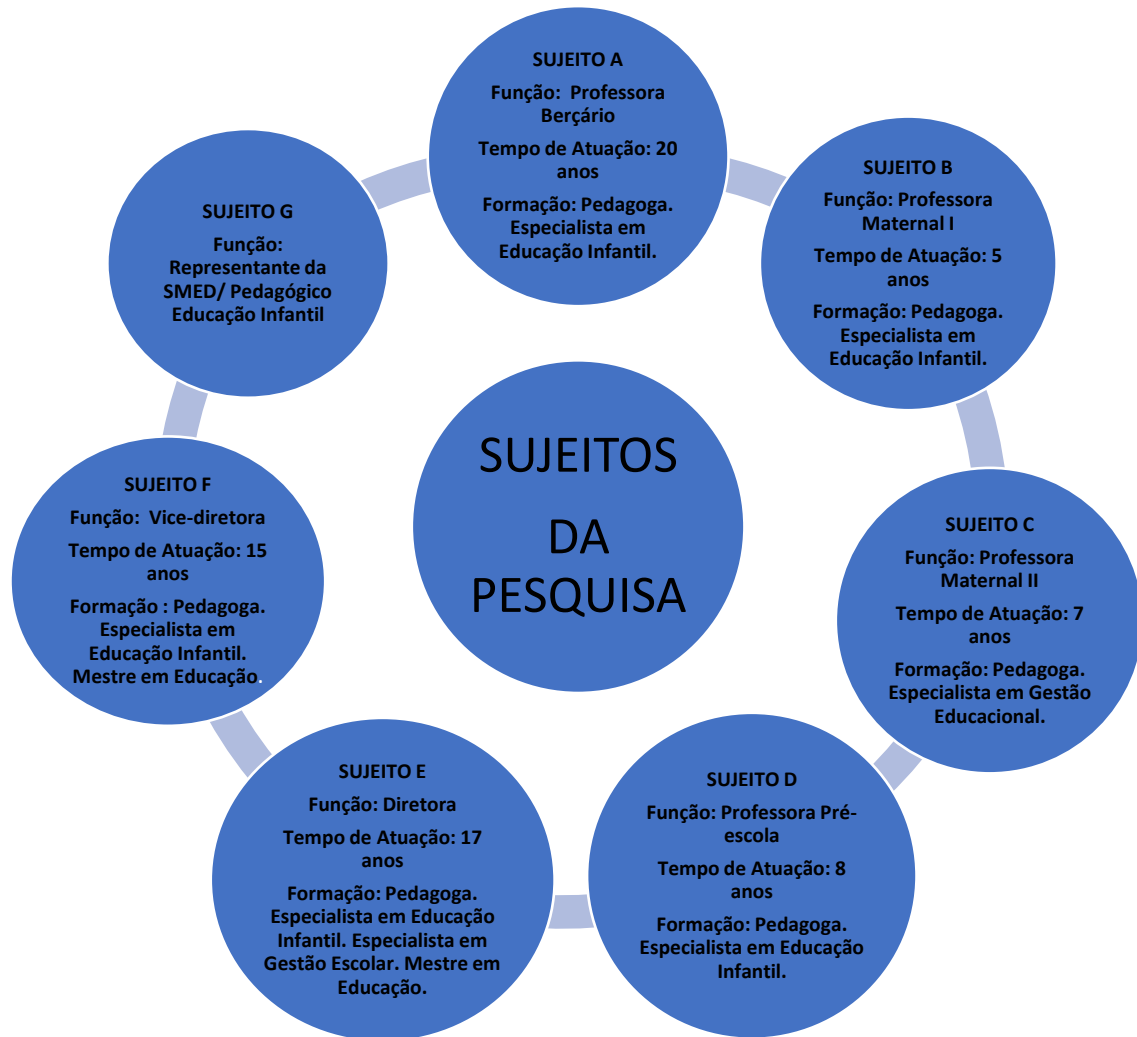 SUJEITO A
Função:  Professora
Berçário
Tempo de Atuação: 20
anos
Formação: Pedagoga.
Especialista em
Educação Infantil.
SUJEITO B
Função: Professora
Maternal I
Tempo de Atuação: 5
anos
Formação: Pedagoga.
Especialista em
Educação Infantil.
SUJEITO C
Função: Professora
Maternal II
Tempo de Atuação: 7
anos
Formação: Pedagoga.
Especialista em Gestão
Educacional.
SUJEITO D
Função: Professora Pré-
escola
Tempo de Atuação: 8
anos
Formação: Pedagoga.
Especialista em Educação
Infantil.
SUJEITO E
Função: Diretora
Tempo de Atuação: 17
anos
Formação: Pedagoga.
Especialista em Educação
Infantil. Especialista em
Gestão Escolar. Mestre em
Educação.
SUJEITO F
Função:  Vice-diretora
Tempo de Atuação: 15
anos
Formação : Pedagoga.
Especialista em
Educação Infantil.
Mestre em Educação.
SUJEITO G
Função:
Representante da
SMED/ Pedagógico
Educação Infantil
SUJEITOS
DA
PESQUISA